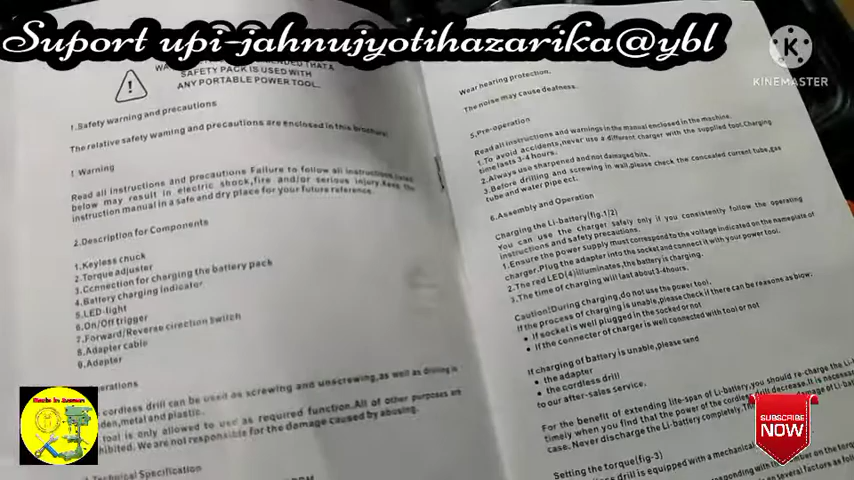 Suport upi-jahnujyotihazarika@ybl
KINEMASTER
SAFETY PACK IS USED WITH
ANY PORTABLE POWER TOOL.
1.Safety warning and precautions
The relative safety waming and precautions are enclosed in this brochure!
! Warning
Read all instructions and precautions Failure to follow all instructions
below may result in electric shock,fire and/or serious injury.Keep the
instruction manual in a safe and dry place for your future reference.
2.Description for Components
1.Keyless chuck
2.Torque adjuster
3.Connection for charging the battery pack
4.Battery charging indicator
5.LED-light
6.On/Off trigger
7.Forward/Reverse cirection Switch
8.Adapter cable
9.Adapter
cordless drill can be used as screwing and unscrewing,as well as driving in
metal and plastic.
tool is only allowed to use as required function.All of other purposes are
We are not responsible for the damage caused by abusing.
Technical Specification
Wear hearing protection.
The noise may cause deafness.
5.Pre-operation
Read all instructions and warnings in the manual enclosed in the machine.
1.To avoid accidents,never use a different charger with the supplied tool.Charging
time lasts 3-4 hours.
2.Always use sharpened and not damaged bits.
3.Before drilling and screwing in wall,please check the concealed current tube,gas
tube and water pipe ect.
6.Assembly and Operation
Charging the Li-battery(fig.1/2)
You can use the charger safely only if you consistently follow the operating
instructions and safety precautions.
1.Ensure the power supply must correspond to the voltage indicated on the nameplate of
charger.Plug the adapter into the socket and connect it with your power tool.
2.The red LED(4)illuminates,the battery is charging.
3.The time of charging will last about 3-4hours.
Caution!During charging,do not use the power tool.
If the process of charging is unable,please check if there can be reasons as blow:
• If socket is well plugged in the socked or not
• If the connecter of charger is well connected with tool or not
If charging of battery is unable,please send
• the adapter
• the cordless drill
to our after-sales service.
For the benefit of extending life-span of Li-battery,you should re-charge the Li-
timely when you find that the power of the cordless drill decrease.It is necessary
case. Never discharge the Li-battery completely.
Setting the torque(fig-3)
drill is equipped with a mechanical
SUBSCRIBE
NOW